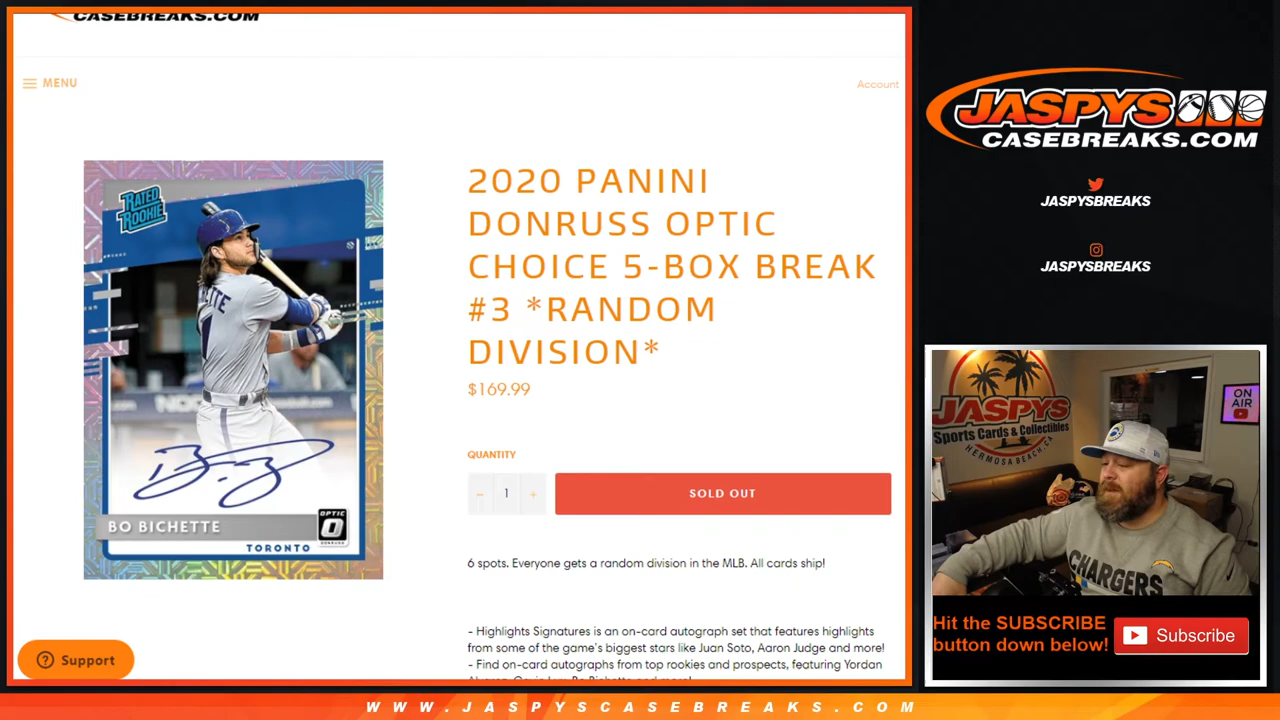 CASEBREAKS.COM
MENU
Account
RATED
ROOKIE
BICHETTE
BO BICHETTE
OPTIC
TORONTO
2020 PANINI
DONRUSS OPTIC
CHOICE 5-BOX BREAK
#3 *RANDOM
DIVISION*
$169.99
QUANTITY
− 1 +
SOLD OUT
6 spots. Everyone gets a random division in the MLB. All cards ship!
- Highlights Signatures is an on-card autograph set that features highlights
from some of the game's biggest stars like Juan Soto, Aaron Judge and more!
- Find on-card autographs from top rookies and prospects, featuring Yordan
Support
JASPYS
CASEBREAKS.COM
JASPYSBREAKS
JASPYSBREAKS
JASPYS
Sports Cards & Collectibles
HERMOSA BEACH, CA
ON
AIR
CHARGERS
Hit the SUBSCRIBE
button down below!
Subscribe
WWW.JASPYSCASEBREAKS.COM